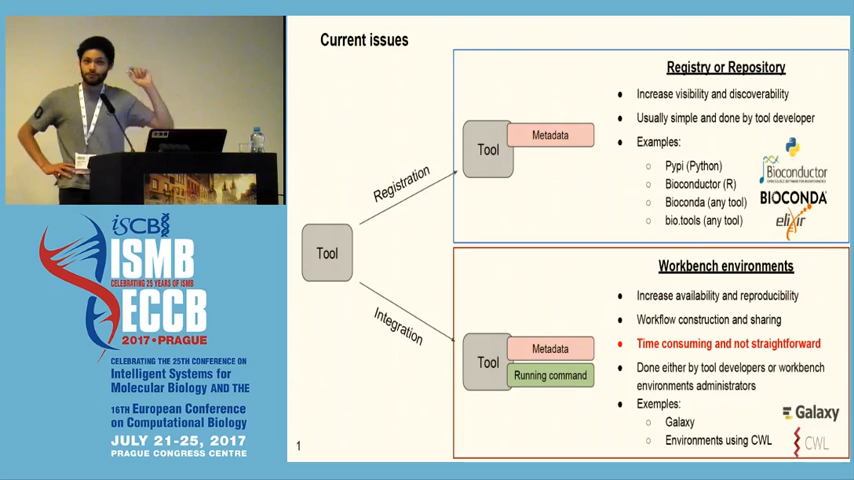 Current issues
Registry or Repository
Increase visibility and discoverability
Usually simple and done by tool developer
Examples:
Pypi (Python)
Bioconductor (R)
Bioconda (any tool)
bio.tools (any tool)
Bioconductor
BIOCONDA
elixir
Tool
Metadata
Registration
Tool
Integration
Workbench environments
Increase availability and reproducibility
Workflow construction and sharing
Time consuming and not straightforward
Done either by tool developers or workbench
environments administrators
Exemples:
Galaxy
Environments using CWL
Tool
Metadata
Running command
Galaxy
CWL
1
iSCB
ISMB
CELEBRATING 25 YEARS OF ISMB
ECCB
2017 • PRAGUE
CELEBRATING THE 25TH CONFERENCE ON
Intelligent Systems for
Molecular Biology AND THE
16TH European Conference
on Computational Biology
JULY 21-25, 2017
PRAGUE CONGRESS CENTRE